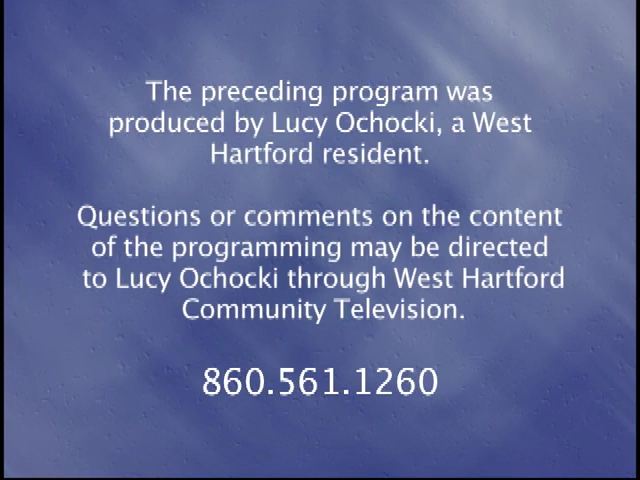 The preceding program was
produced by Lucy Ochocki, a West
Hartford resident.
Questions or comments on the content
of the programming may be directed
to Lucy Ochocki through West Hartford
Community Television.
860.561.1260